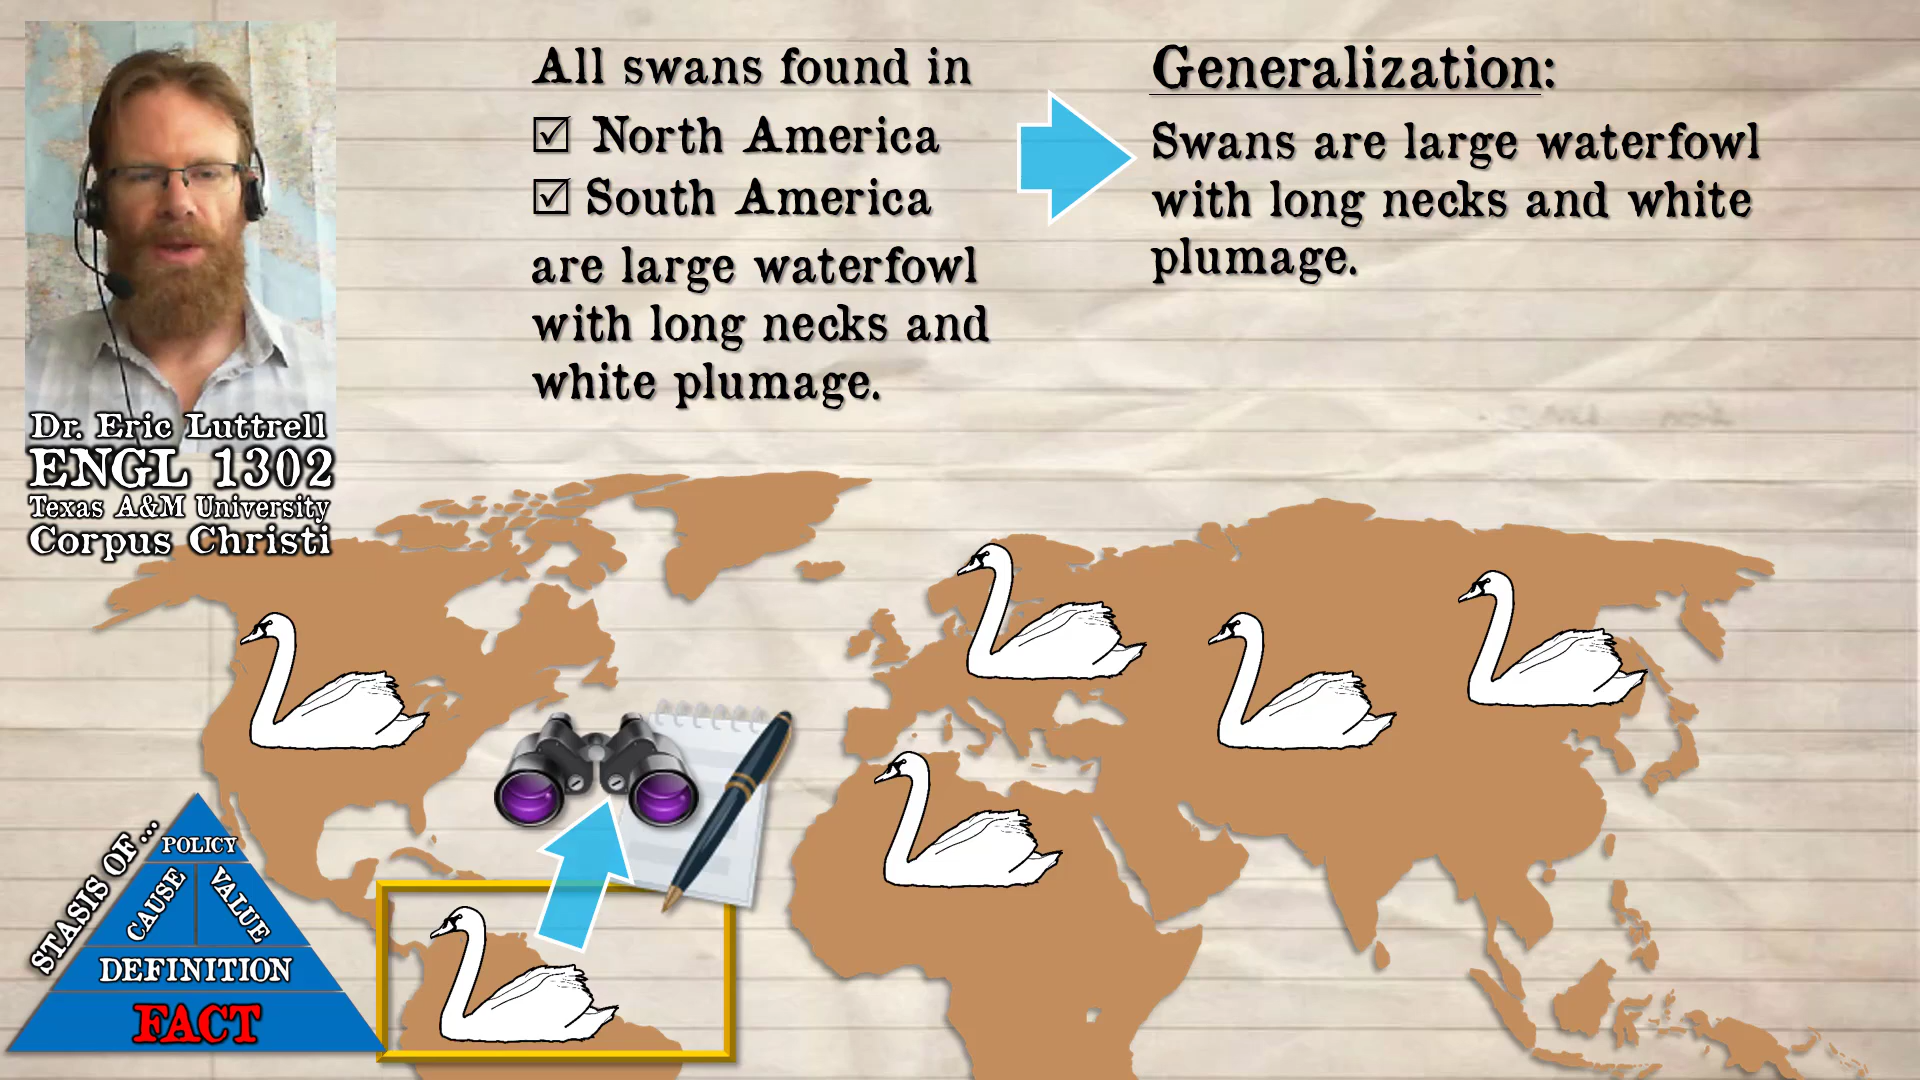 All swans found in
☑ North America
☑ South America
are large waterfowl
with long necks and
white plumage.
Generalization:
Swans are large waterfowl
with long necks and white
plumage.
Dr. Eric Luttrell
ENGL 1302
Texas A&M University
Corpus Christi
STASIS OF...
POLICY
CAUSE
VALUE
DEFINITION
FACT